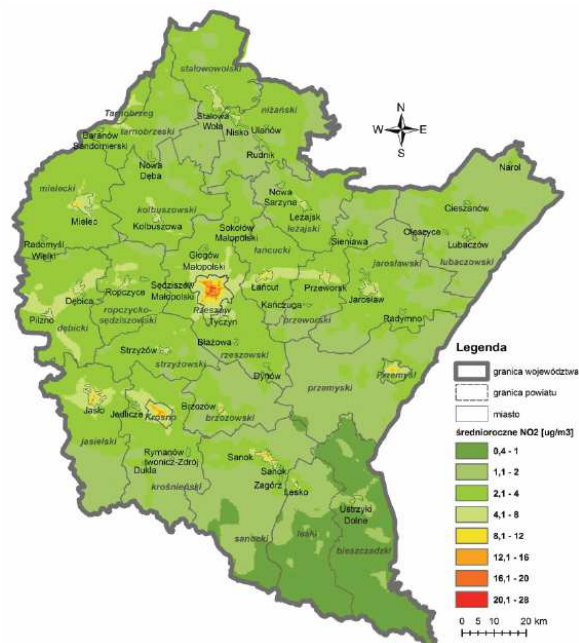 stalowowolski
Tarnobrzeg
Stalowa
Wola
niżański
Baranów
Sandomierski
tarnobrzeski
Nisko
Ulanów
N
W E
S
Nowa
Dęba
Rudnik
Narol
mielecki
kolbuszowski
Nowa
Sarzyna
Cieszanów
Mielec
Kolbuszowa
Leżajsk
leżajski
Radomyśl
Wielki
Sokołów
Małopolski
Sieniawa
Oleszyce
Lubaczów
Głogów
Małopolski
łańcucki
jarosławski
lubaczowski
Ropczyce
Sędziszów
Małopolski
Dębica
Łańcut
Przeworsk
Jarosław
Pilzno
dębicki
ropczycko-
sędziszowski
Rzeszów
Tyczyn
Kańczuga
przeworski
Radymno
Strzyżów
Błażowa
rzeszowski
strzyżowski
Dynów
przemyski
Przemyśl
Jasło
Jedlicze
Krosno
Brzozów
brzozowski
jasielski
Rymanów
Iwonicz-Zdrój
Dukla
krośnieński
Sanok
Sanok
Zagórz
Lesko
Ustrzyki
Dolne
sanocki
leski
bieszczadzki
Legenda
granica województwa
granica powiatu
miasto
średnioroczne NO2 [ug/m3]
0,4 - 1
1,1 - 2
2,1 - 4
4,1 - 8
8,1 - 12
12,1 - 16
16,1 - 20
20,1 - 28
0 5 10 20 km